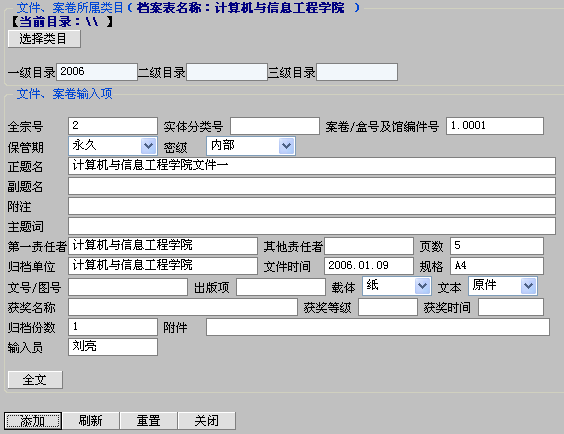 文件、案卷所属类目(档案表名称：计算机与信息工程学院 )
【当前目录：\\ 】
选择类目
一级目录 2006 二级目录 三级目录
文件、案卷输入项
全宗号 2 实体分类号 案卷/盒号及馆编件号 1.0001
保管期 永久 密级 内部
正题名 计算机与信息工程学院文件一
副题名
附注
主题词
第一责任者 计算机与信息工程学院 其他责任者 页数 5
归档单位 计算机与信息工程学院 文件时间 2006.01.09 规格 A4
文号/图号 出版项 载体 纸 文本 原件
获奖名称 获奖等级 获奖时间
归档份数 1 附件
输入员 刘亮
全文
添加 刷新 重置 关闭